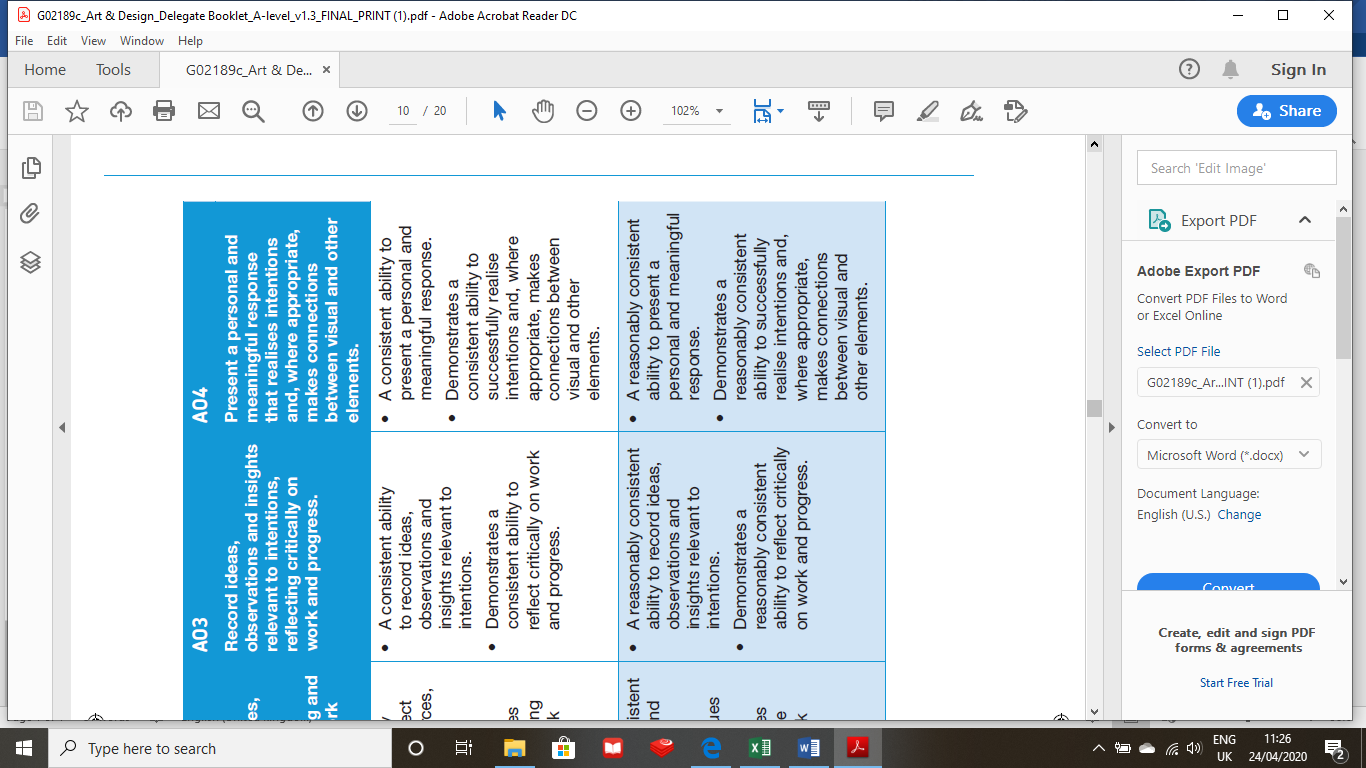 G02189c_Art & Design_Delegate Booklet_A-level_v1.3_FINAL_PRINT (1).pdf - Adobe Acrobat Reader DC
File Edit View Window Help
Home Tools G02189c_Art & De... × Sign In
10 / 20 102% Share
A04
Present a personal and
meaningful response
that realises intentions
and, where appropriate,
makes connections
between visual and other
elements.
• A consistent ability to
present a personal and
meaningful response.
• Demonstrates a
consistent ability to
successfully realise
intentions and, where
appropriate, makes
connections between
visual and other
elements.
• A reasonably consistent
ability to present a
personal and meaningful
response.
• Demonstrates a
reasonably consistent
ability to successfully
realise intentions and,
where appropriate,
makes connections
between visual and
other elements.
A03
Record ideas,
observations and insights
relevant to intentions,
reflecting critically on
work and progress.
• A consistent ability
to record ideas,
observations and
insights relevant to
intentions.
• Demonstrates a
consistent ability to
reflect critically on work
and progress.
• A reasonably consistent
ability to record ideas,
observations and
insights relevant to
intentions.
• Demonstrates a
reasonably consistent
ability to reflect critically
on work and progress.
Search 'Edit Image'
Export PDF
Adobe Export PDF
Convert PDF Files to Word
or Excel Online
Select PDF File
G02189c_Ar...INT (1).pdf
Convert to
Microsoft Word (*.docx)
Document Language:
English (U.S.) Change
Convert
Create, edit and sign PDF
forms & agreements
Start Free Trial
Type here to search
ENG
UK
11:26
24/04/2020
2